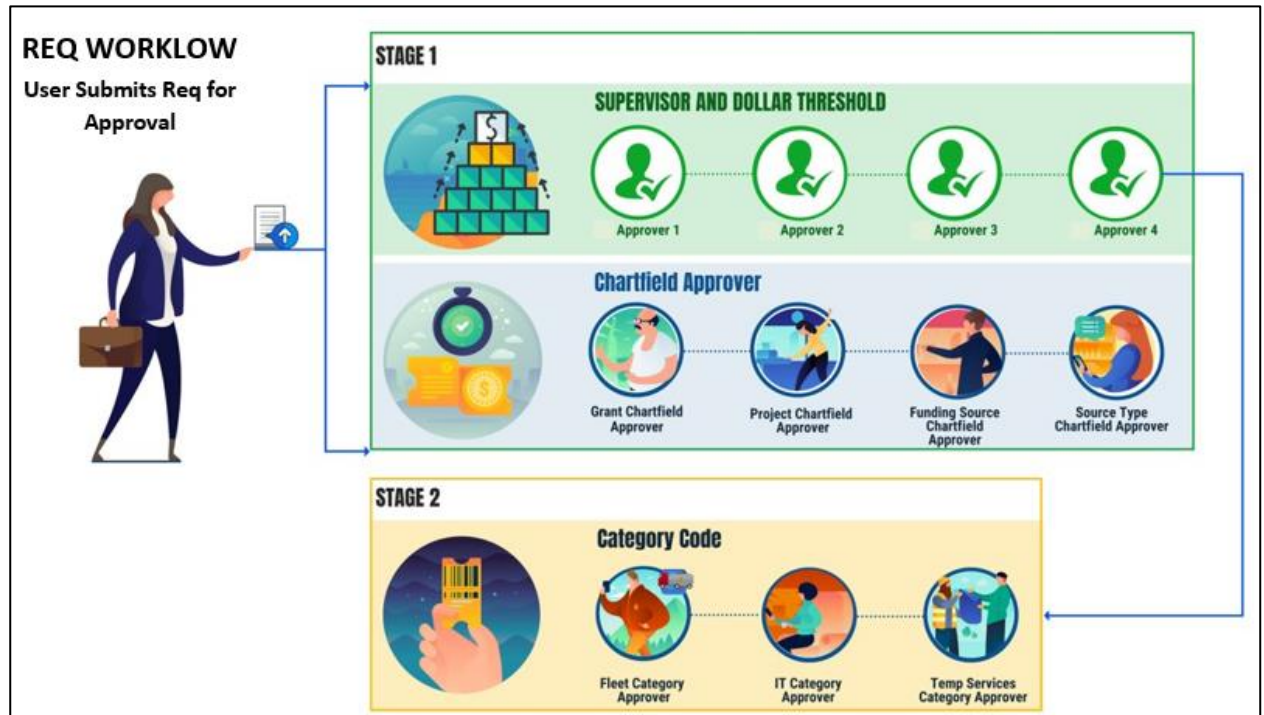 REQ WORKLOW
User Submits Req for
Approval
STAGE 1
SUPERVISOR AND DOLLAR THRESHOLD
$
Approver 1
Approver 2
Approver 3
Approver 4
Chartfield Approver
$
Grant Chartfield
Approver
Project Chartfield
Approver
Funding Source
Chartfield
Approver
Source Type
Chartfield Approver
STAGE 2
Category Code
Fleet Category
Approver
IT Category
Approver
Temp Services
Category Approver